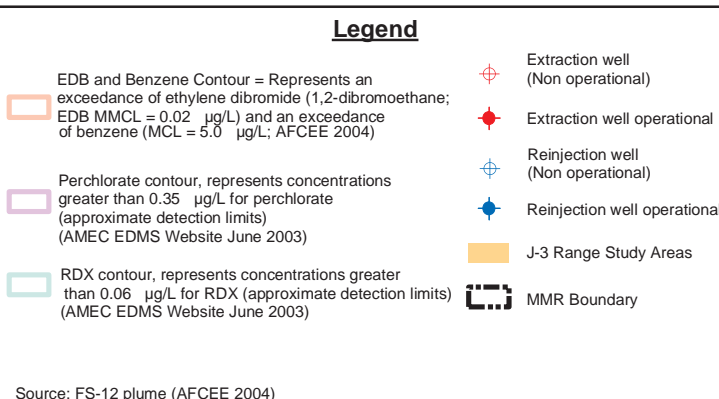 Legend
EDB and Benzene Contour = Represents an
exceedance of ethylene dibromide (1,2-dibromoethane;
EDB MMCL = 0.02 µg/L) and an exceedance
of benzene (MCL = 5.0 µg/L; AFCEE 2004)
Perchlorate contour, represents concentrations
greater than 0.35 µg/L for perchlorate
(approximate detection limits)
(AMEC EDMS Website June 2003)
RDX contour, represents concentrations greater
than 0.06 µg/L for RDX (approximate detection limits)
(AMEC EDMS Website June 2003)
Extraction well
(Non operational)
Extraction well operational
Reinjection well
(Non operational)
Reinjection well operational
J-3 Range Study Areas
MMR Boundary
Source: FS-12 plume (AFCEE 2004)